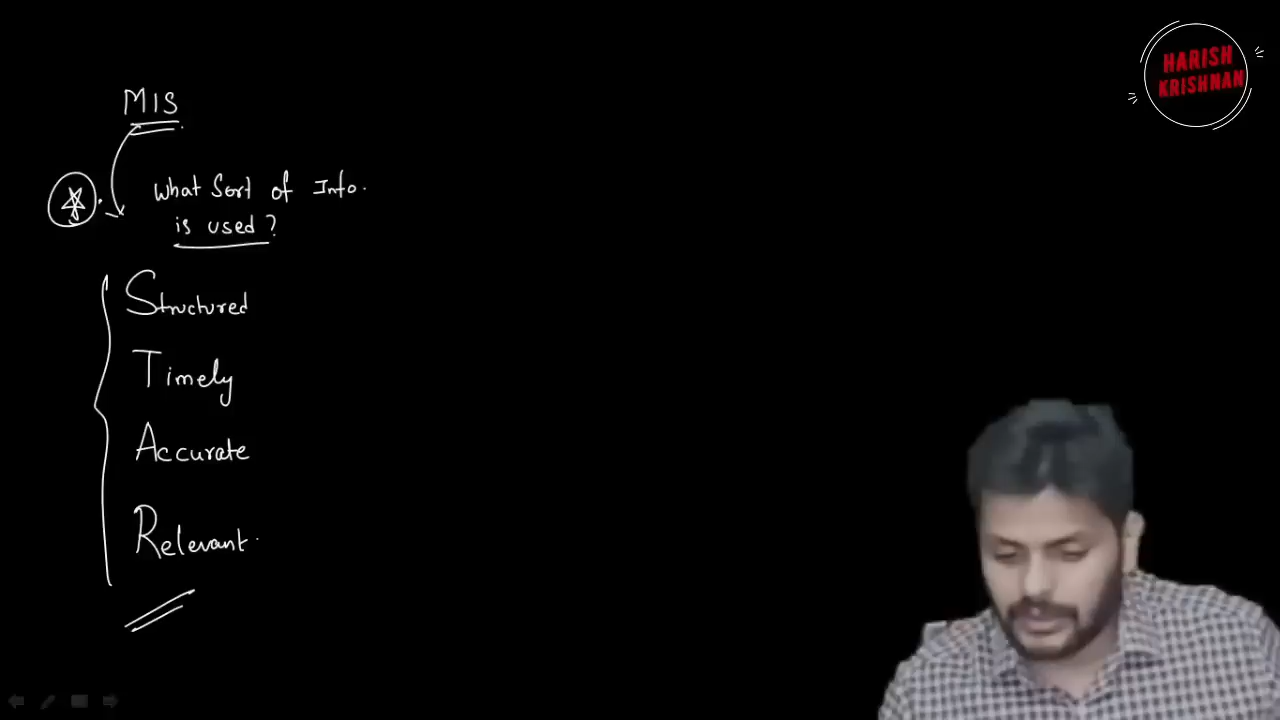 MIS
What Sort of Info.
is used?
Structured
Timely
Accurate
Relevant.
HARISH
KRISHNAN